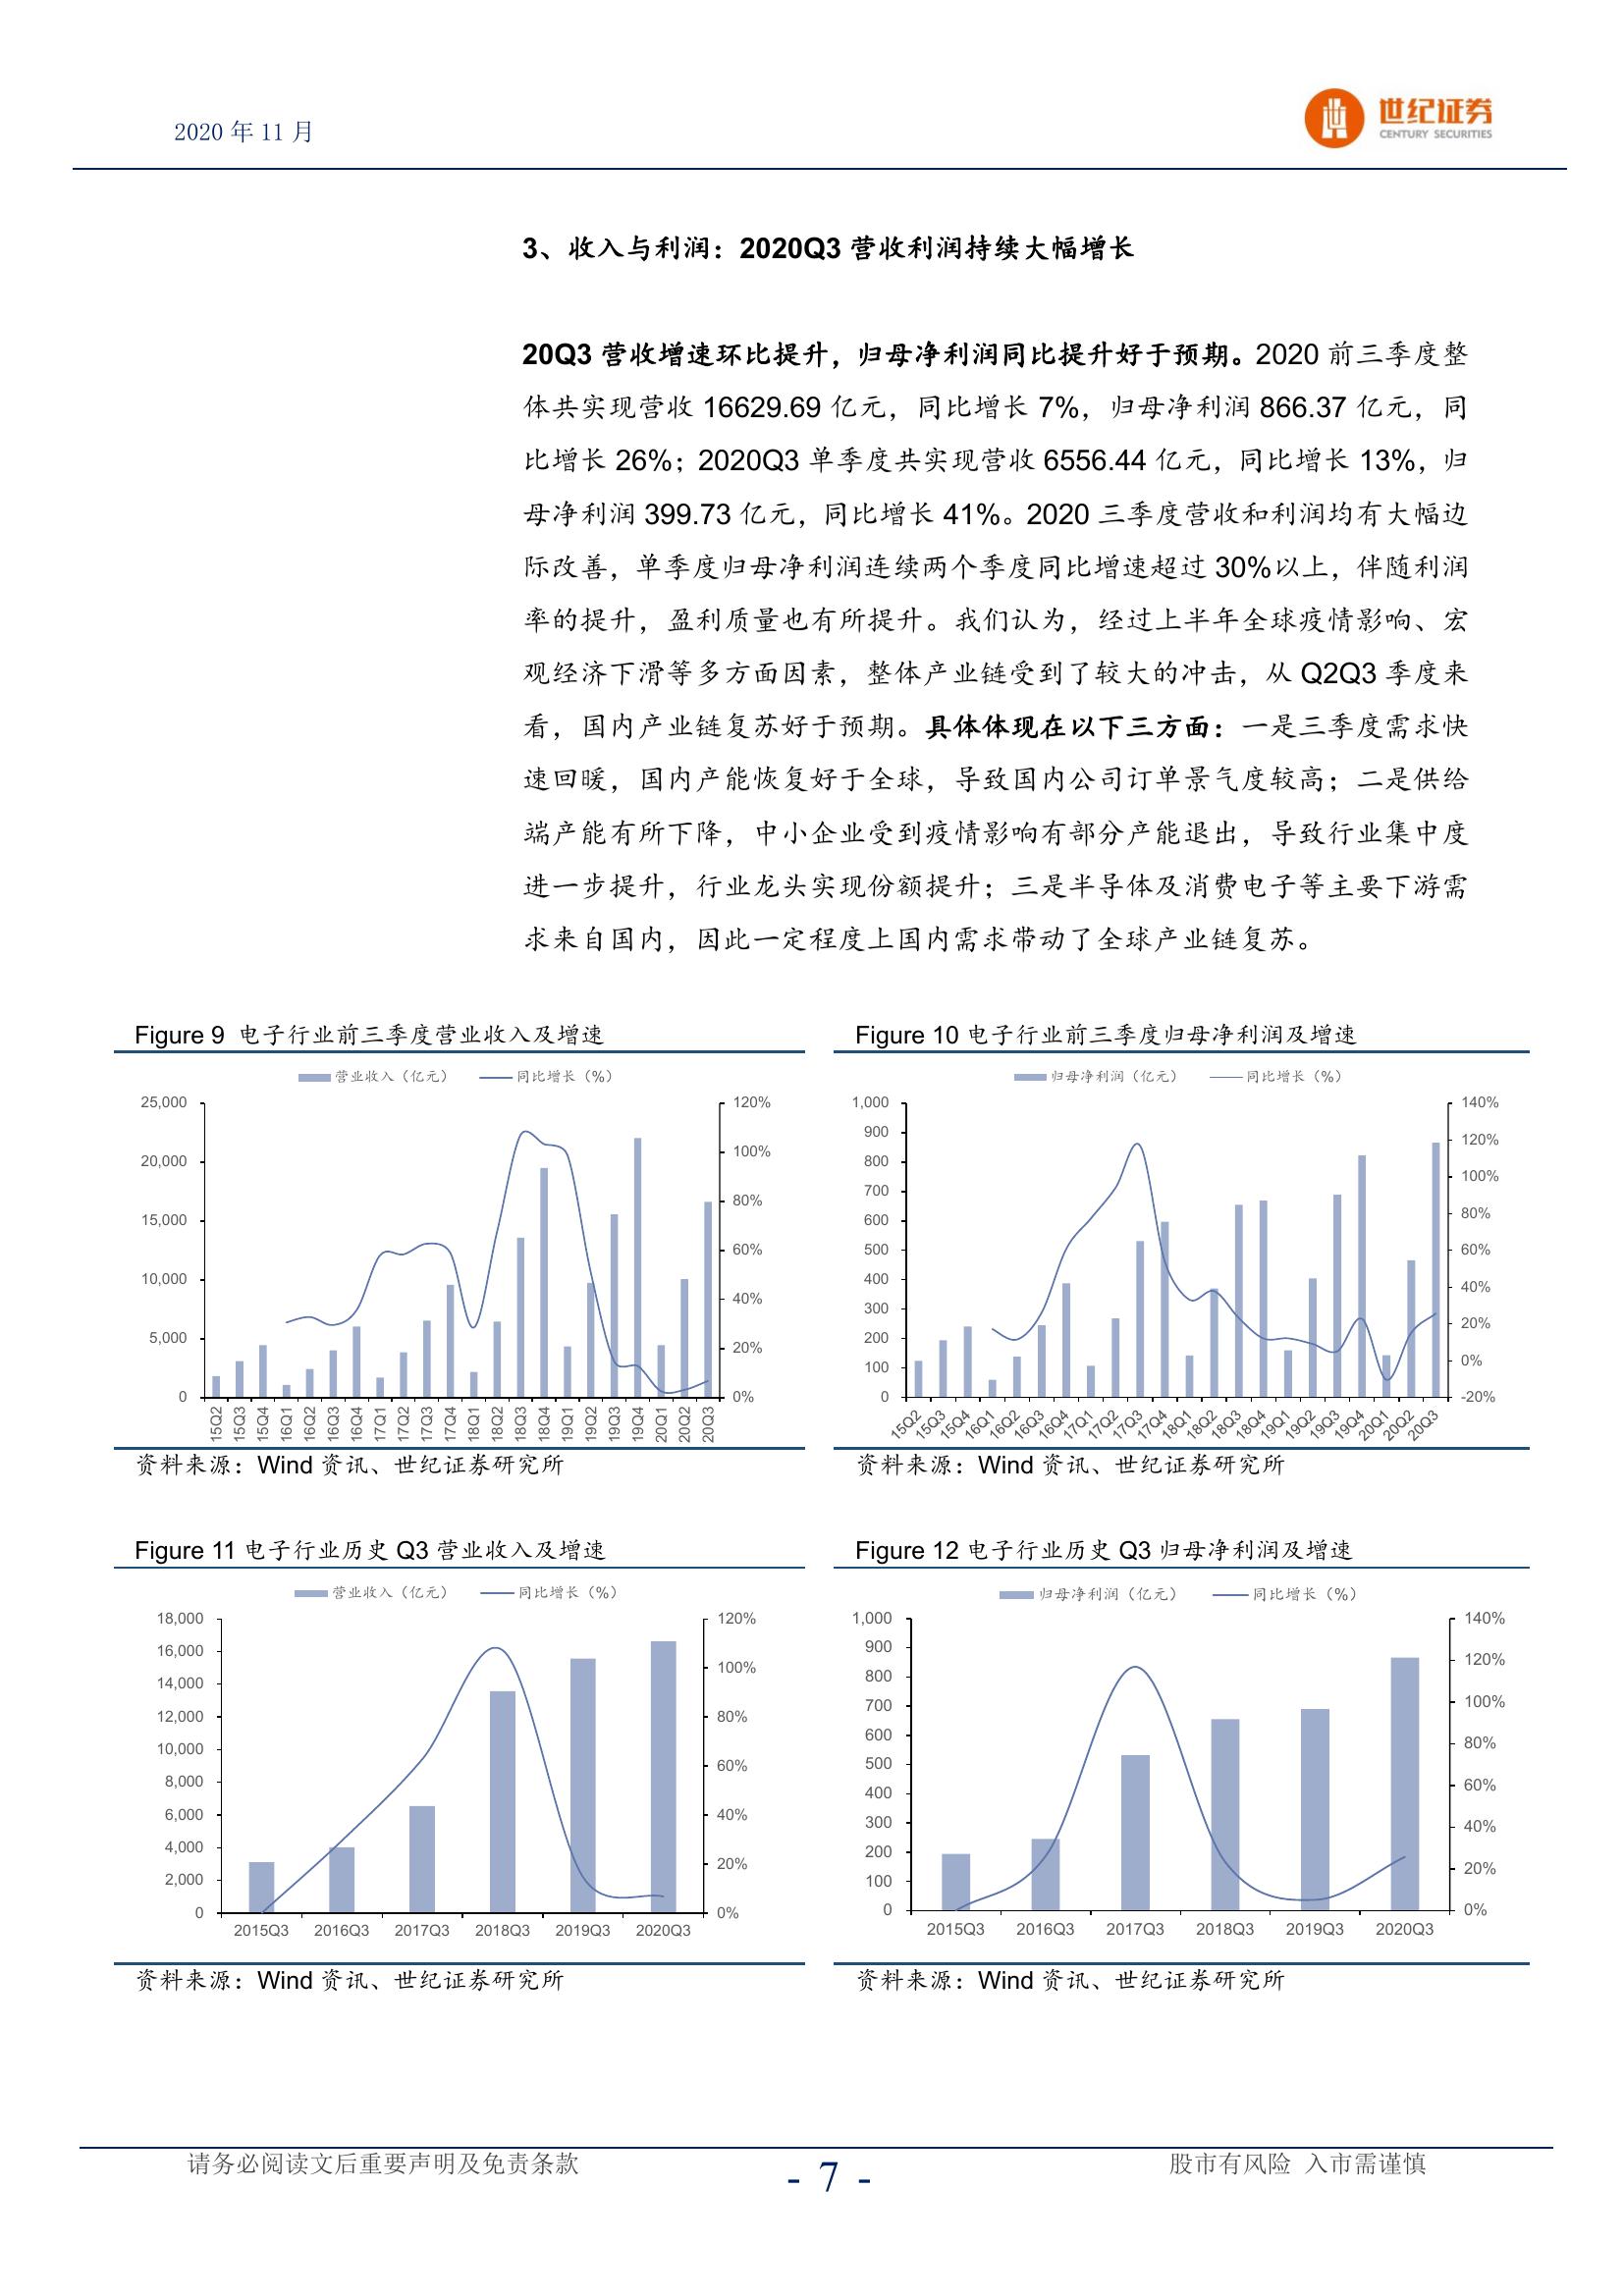 2020 年 11 月
世纪证券
CENTURY SECURITIES
3、收入与利润：2020Q3 营收利润持续大幅增长
20Q3 营收增速环比提升，归母净利润同比提升好于预期。2020 前三季度整
体共实现营收 16629.69 亿元，同比增长 7%，归母净利润 866.37 亿元，同
比增长 26%；2020Q3 单季度共实现营收 6556.44 亿元，同比增长 13%，归
母净利润 399.73 亿元，同比增长 41%。2020 三季度营收和利润均有大幅边
际改善，单季度归母净利润连续两个季度同比增速超过 30%以上，伴随利润
率的提升，盈利质量也有所提升。我们认为，经过上半年全球疫情影响、宏
观经济下滑等多方面因素，整体产业链受到了较大的冲击，从 Q2Q3 季度来
看，国内产业链复苏好于预期。具体体现在以下三方面：一是三季度需求快
速回暖，国内产能恢复好于全球，导致国内公司订单景气度较高；二是供给
端产能有所下降，中小企业受到疫情影响有部分产能退出，导致行业集中度
进一步提升，行业龙头实现份额提升；三是半导体及消费电子等主要下游需
求来自国内，因此一定程度上国内需求带动了全球产业链复苏。
Figure 9 电子行业前三季度营业收入及增速
营业收入（亿元） 同比增长（%）
25,000
20,000
15,000
10,000
5,000
0
120%
100%
80%
60%
40%
20%
0%
15Q2 15Q3 15Q4 16Q1 16Q2 16Q3 16Q4 17Q1 17Q2 17Q3 17Q4 18Q1 18Q2 18Q3 18Q4 19Q1 19Q2 19Q3 19Q4 20Q1 20Q2 20Q3
资料来源：Wind 资讯、世纪证券研究所
Figure 10 电子行业前三季度归母净利润及增速
归母净利润（亿元） 同比增长（%）
1,000
900
800
700
600
500
400
300
200
100
0
140%
120%
100%
80%
60%
40%
20%
0%
-20%
15Q2 15Q3 15Q4 16Q1 16Q2 16Q3 16Q4 17Q1 17Q2 17Q3 17Q4 18Q1 18Q2 18Q3 18Q4 19Q1 19Q2 19Q3 19Q4 20Q1 20Q2 20Q3
资料来源：Wind 资讯、世纪证券研究所
Figure 11 电子行业历史 Q3 营业收入及增速
营业收入（亿元） 同比增长（%）
18,000
16,000
14,000
12,000
10,000
8,000
6,000
4,000
2,000
0
120%
100%
80%
60%
40%
20%
0%
2015Q3 2016Q3 2017Q3 2018Q3 2019Q3 2020Q3
资料来源：Wind 资讯、世纪证券研究所
Figure 12 电子行业历史 Q3 归母净利润及增速
归母净利润（亿元） 同比增长（%）
1,000
900
800
700
600
500
400
300
200
100
0
140%
120%
100%
80%
60%
40%
20%
0%
2015Q3 2016Q3 2017Q3 2018Q3 2019Q3 2020Q3
资料来源：Wind 资讯、世纪证券研究所
请务必阅读文后重要声明及免责条款
- 7 -
股市有风险 入市需谨慎